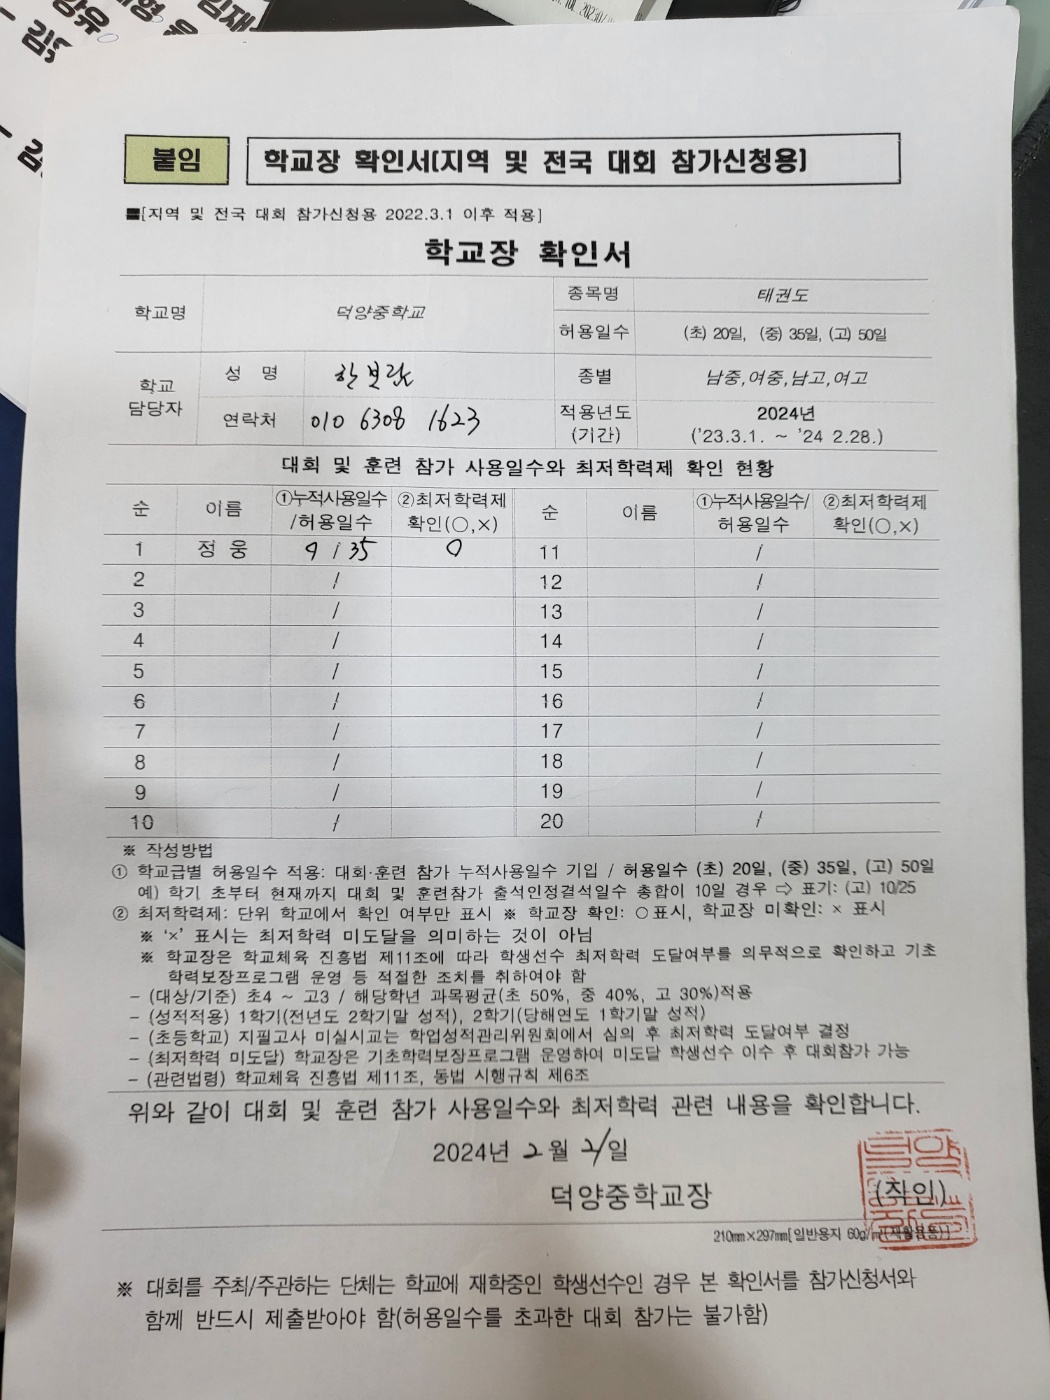 붙임
학교장 확인서(지역 및 전국 대회 참가신청용)
■[지역 및 전국 대회 참가신청용 2022.3.1 이후 적용]
학교장 확인서
학교명 덕양중학교 종목명 태권도
허용일수 (초) 20일, (중) 35일, (고) 50일
학교 담당자 성 명 한보람 종별 남중,여중,남고,여고
연락처 010 6308 1623 적용년도 (기간) 2024년 ('23.3.1. ~ '24 2.28.)
대회 및 훈련 참가 사용일수와 최저학력제 확인 현황
순 이름 ①누적사용일수/허용일수 ②최저학력제 확인(○,×) 순 이름 ①누적사용일수/허용일수 ②최저학력제 확인(○,×)
1 정 웅 9 / 35 O 11 /
2 / 12 /
3 / 13 /
4 / 14 /
5 / 15 /
6 / 16 /
7 / 17 /
8 / 18 /
9 / 19 /
10 / 20 /
※ 작성방법
① 학교급별 허용일수 적용: 대회·훈련 참가 누적사용일수 기입 / 허용일수 (초) 20일, (중) 35일, (고) 50일
예) 학기 초부터 현재까지 대회 및 훈련참가 출석인정결석일수 총합이 10일 경우 ⇨ 표기: (고) 10/25
② 최저학력제: 단위 학교에서 확인 여부만 표시 ※ 학교장 확인: ○표시, 학교장 미확인: × 표시
※ '×' 표시는 최저학력 미도달을 의미하는 것이 아님
※ 학교장은 학교체육 진흥법 제11조에 따라 학생선수 최저학력 도달여부를 의무적으로 확인하고 기초
학력보장프로그램 운영 등 적절한 조치를 취하여야 함
- (대상/기준) 초4 ~ 고3 / 해당학년 과목평균(초 50%, 중 40%, 고 30%)적용
- (성적적용) 1학기(전년도 2학기말 성적), 2학기(당해연도 1학기말 성적)
- (초등학교) 지필고사 미실시교는 학업성적관리위원회에서 심의 후 최저학력 도달여부 결정
- (최저학력 미도달) 학교장은 기초학력보장프로그램 운영하여 미도달 학생선수 이수 후 대회참가 가능
- (관련법령) 학교체육 진흥법 제11조, 동법 시행규칙 제6조
위와 같이 대회 및 훈련 참가 사용일수와 최저학력 관련 내용을 확인합니다.
2024년 2월 21일
덕양중학교장 (직인)
210㎜×297㎜[일반용지 60g/㎡(재활용품)]
※ 대회를 주최/주관하는 단체는 학교에 재학중인 학생선수인 경우 본 확인서를 참가신청서와
함께 반드시 제출받아야 함(허용일수를 초과한 대회 참가는 불가함)